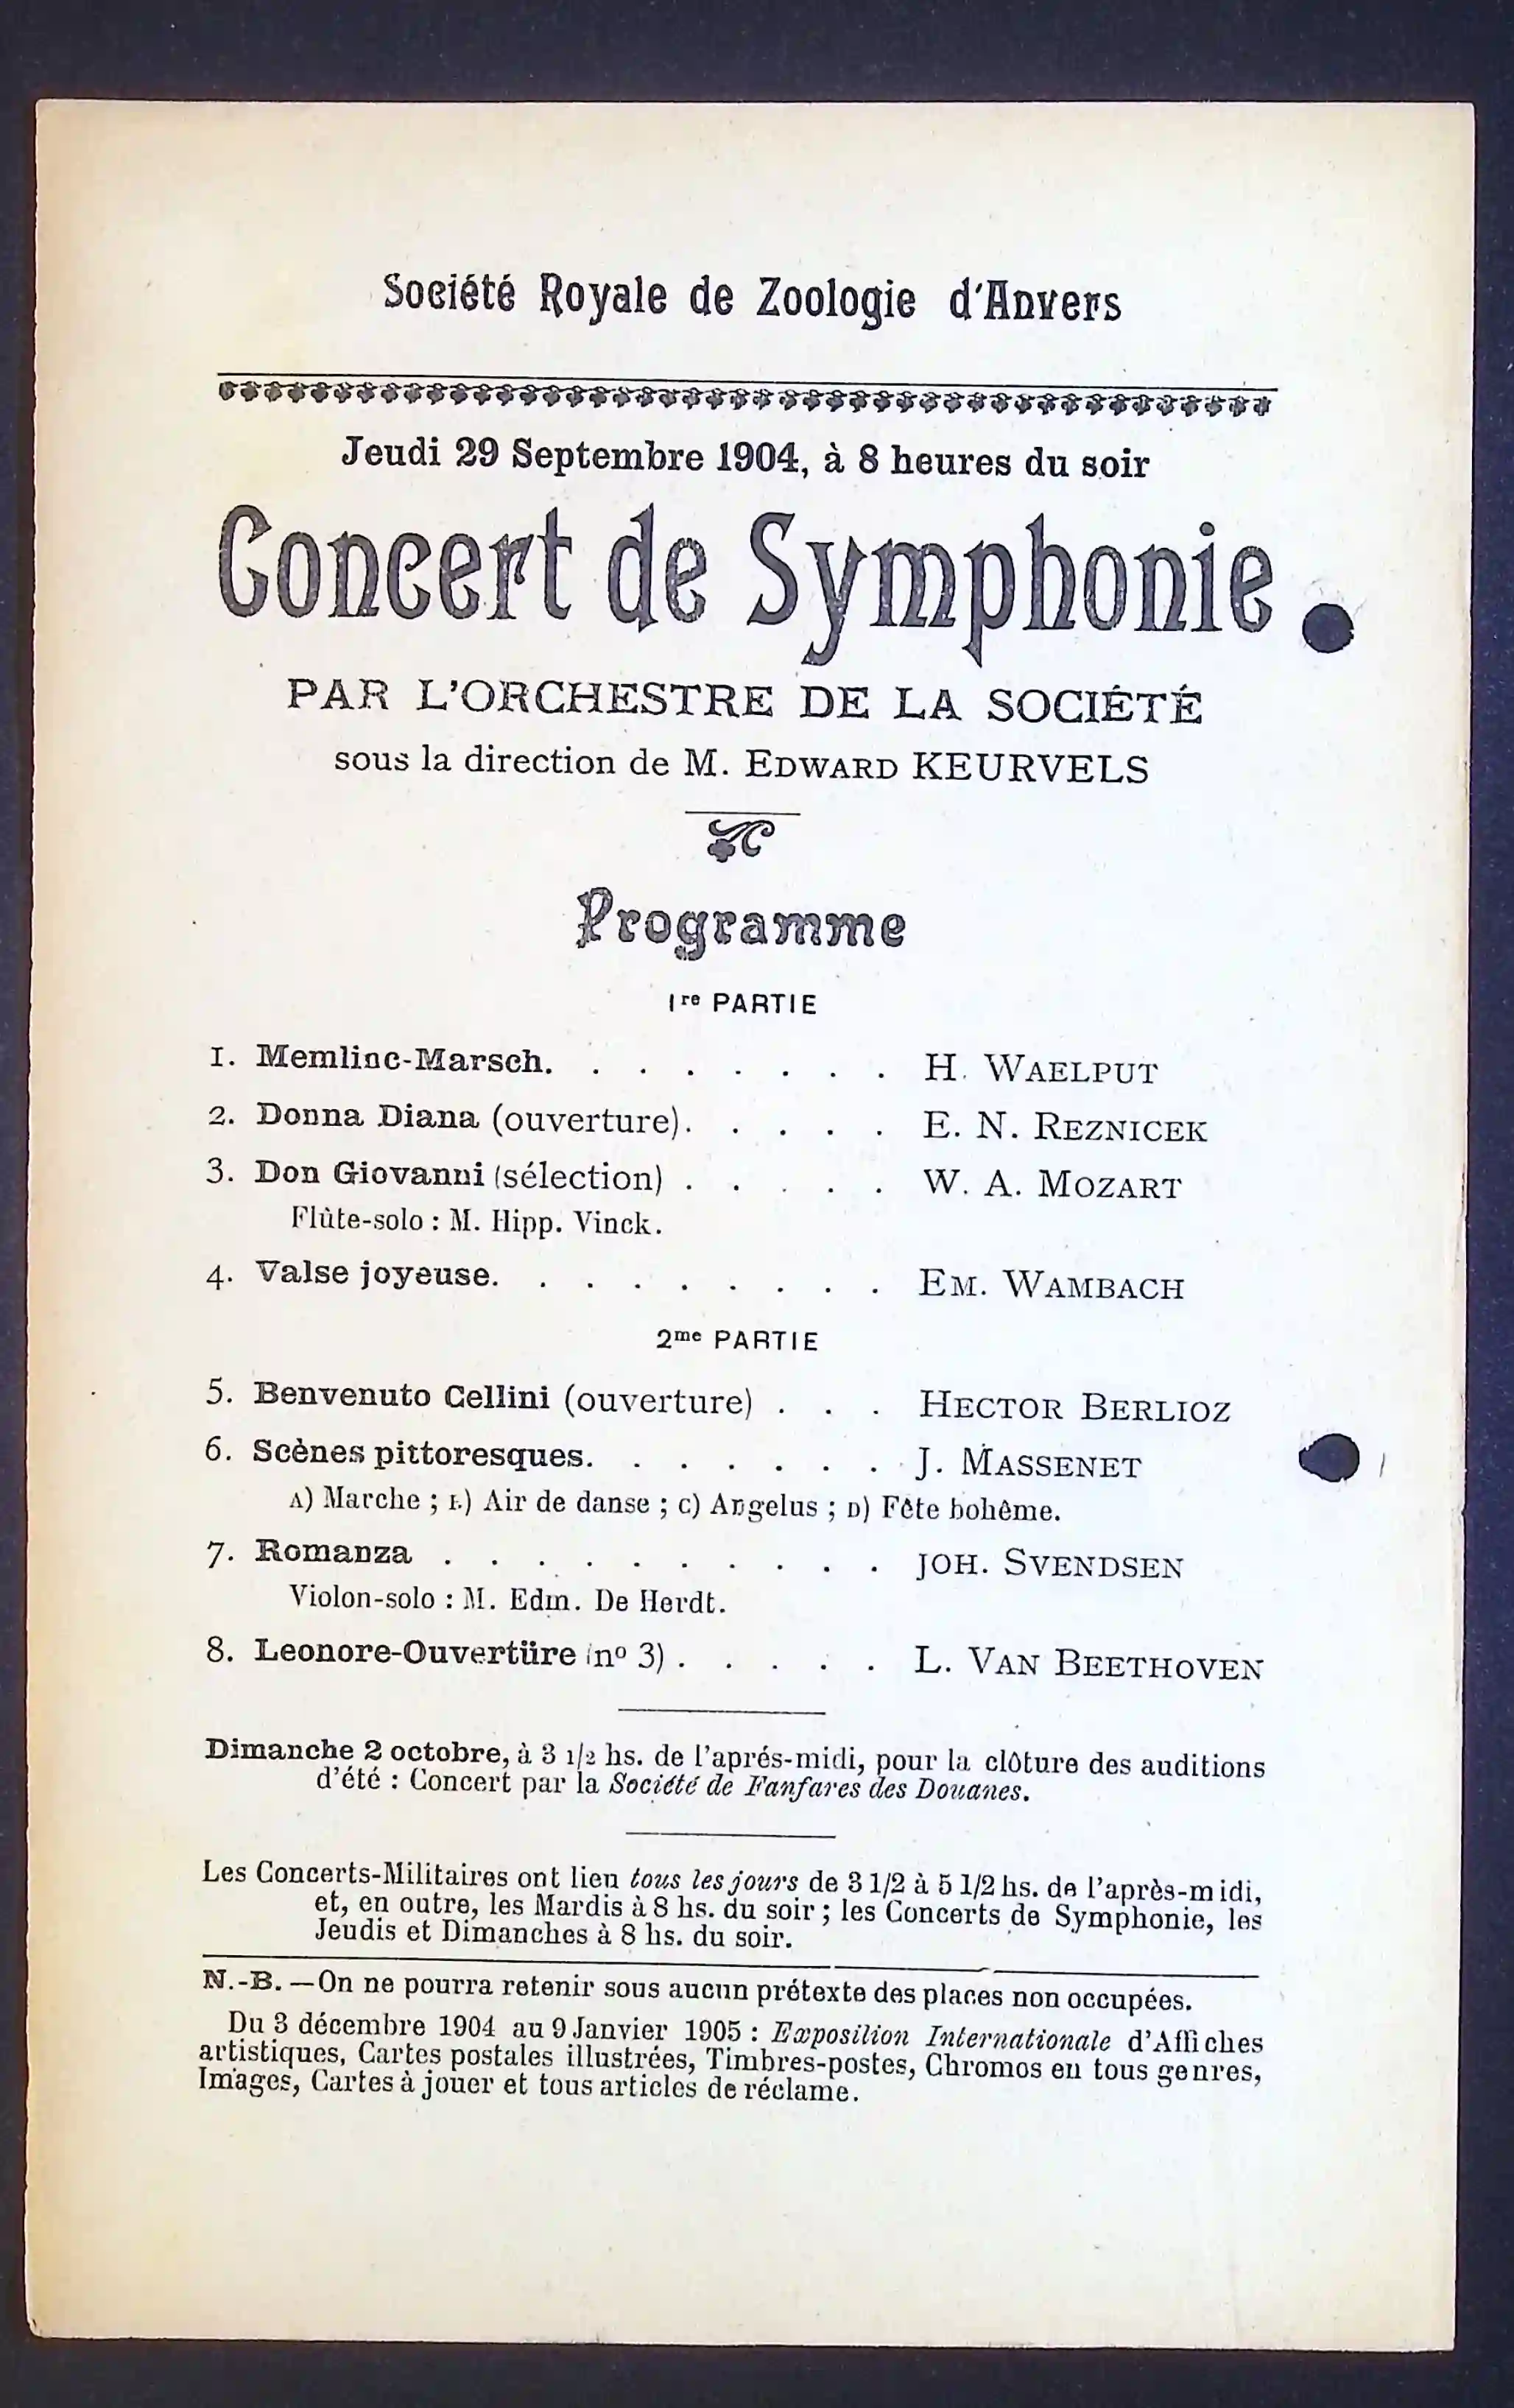 Société Royale de Zoologie d'Anvers
Jeudi 29 Septembre 1904, à 8 heures du soir
Concert de Symphonie
PAR L'ORCHESTRE DE LA SOCIÉTÉ
sous la direction de M. EDWARD KEURVELS
Programme
1re PARTIE
1. Memlinc-Marsch. . . . . . . . H. WAELPUT
2. Donna Diana (ouverture). . . . . E. N. REZNICEK
3. Don Giovanni (sélection) . . . . . W. A. MOZART
Flûte-solo : M. Hipp. Vinck.
4. Valse joyeuse. . . . . . . . . EM. WAMBACH
2me PARTIE
5. Benvenuto Cellini (ouverture) . . . HECTOR BERLIOZ
6. Scènes pittoresques. . . . . . . J. MASSENET
A) Marche ; B) Air de danse ; C) Angelus ; D) Fête bohême.
7. Romanza . . . . . . . . . . JOH. SVENDSEN
Violon-solo : M. Edm. De Herdt.
8. Leonore-Ouvertüre (no 3) . . . . . L. VAN BEETHOVEN
Dimanche 2 octobre, à 3 1/2 hs. de l'aprés-midi, pour la clôture des auditions
d'été : Concert par la Société de Fanfares des Douanes.
Les Concerts-Militaires ont lieu tous les jours de 3 1/2 à 5 1/2 hs. de l'après-midi,
et, en outre, les Mardis à 8 hs. du soir ; les Concerts de Symphonie, les
Jeudis et Dimanches à 8 hs. du soir.
N.-B. — On ne pourra retenir sous aucun prétexte des places non occupées.
Du 3 décembre 1904 au 9 Janvier 1905 : Exposition Internationale d'Affiches
artistiques, Cartes postales illustrées, Timbres-postes, Chromos en tous genres,
Images, Cartes à jouer et tous articles de réclame.